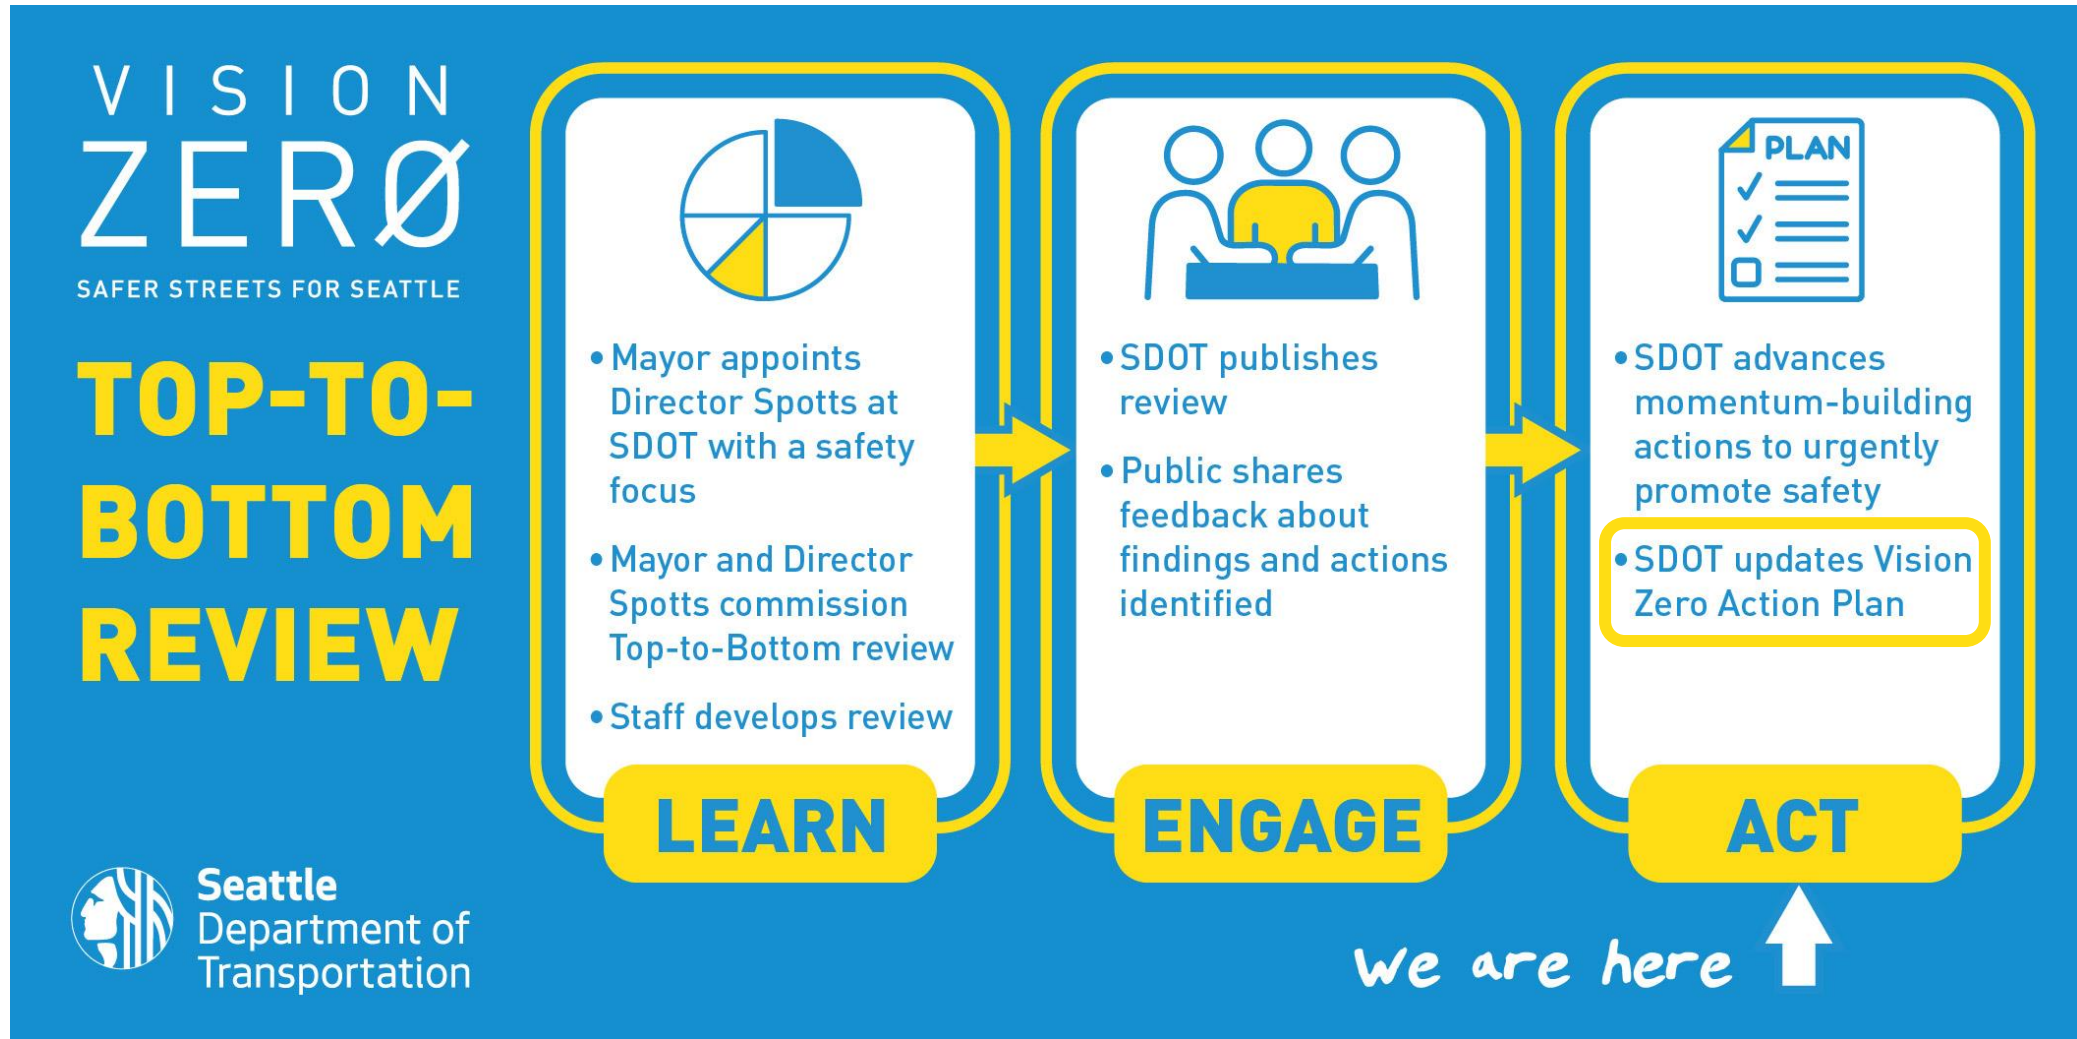 VISION
ZERØ
SAFER STREETS FOR SEATTLE
TOP-TO-
BOTTOM
REVIEW
Seattle
Department of
Transportation
• Mayor appoints
Director Spotts at
SDOT with a safety
focus
• Mayor and Director
Spotts commission
Top-to-Bottom review
• Staff develops review
LEARN
• SDOT publishes
review
• Public shares
feedback about
findings and actions
identified
ENGAGE
PLAN
• SDOT advances
momentum-building
actions to urgently
promote safety
• SDOT updates Vision
Zero Action Plan
ACT
we are here